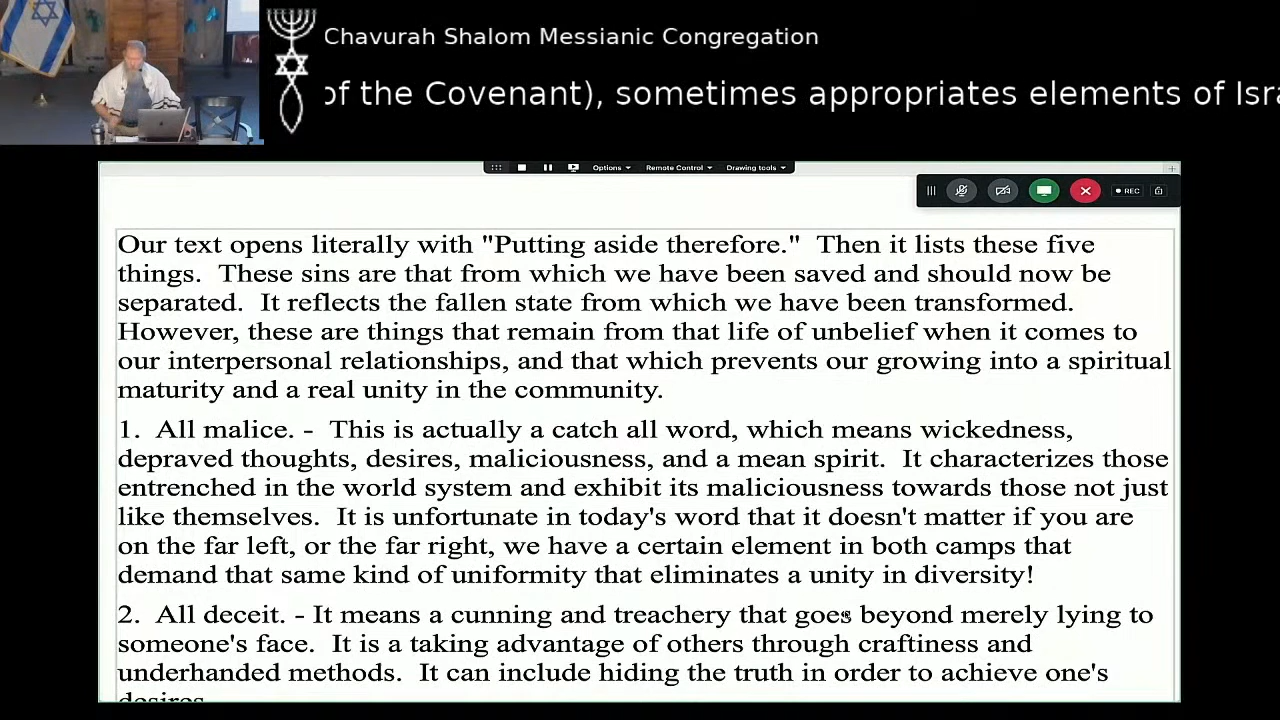 Chavurah Shalom Messianic Congregation
of the Covenant), sometimes appropriates elements of
Options
Remote Control
Drawing tools
REC
Our text opens literally with "Putting aside therefore."  Then it lists these five
things.  These sins are that from which we have been saved and should now be
separated.  It reflects the fallen state from which we have been transformed.
However, these are things that remain from that life of unbelief when it comes to
our interpersonal relationships, and that which prevents our growing into a spiritual
maturity and a real unity in the community.
1.  All malice. -  This is actually a catch all word, which means wickedness,
depraved thoughts, desires, maliciousness, and a mean spirit.  It characterizes those
entrenched in the world system and exhibit its maliciousness towards those not just
like themselves.  It is unfortunate in today's word that it doesn't matter if you are
on the far left, or the far right, we have a certain element in both camps that
demand that same kind of uniformity that eliminates a unity in diversity!
2.  All deceit. - It means a cunning and treachery that goes beyond merely lying to
someone's face.  It is a taking advantage of others through craftiness and
underhanded methods.  It can include hiding the truth in order to achieve one's
desires